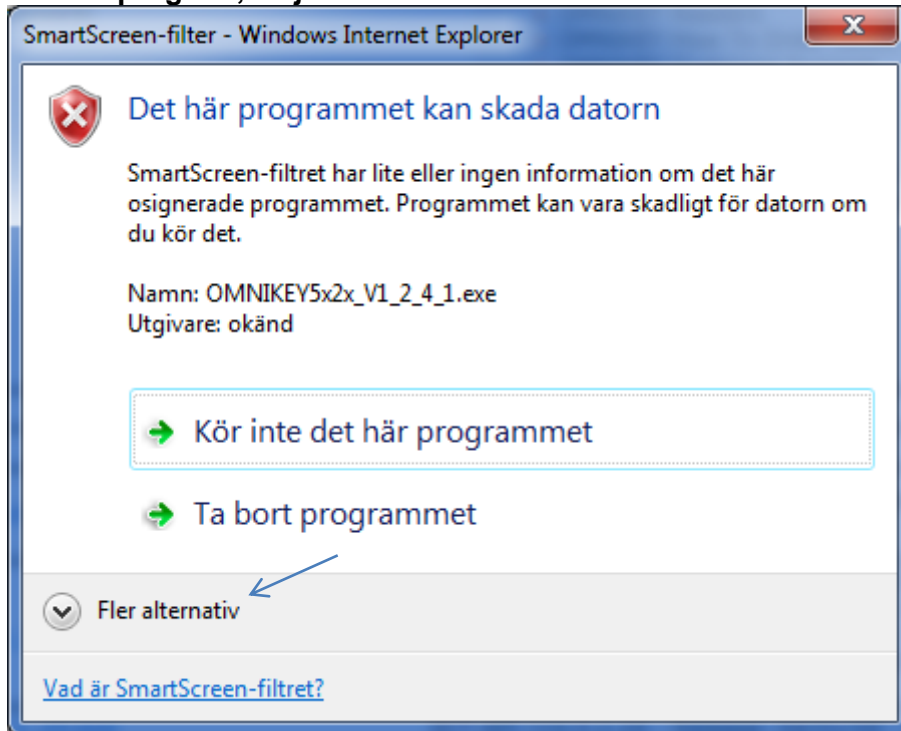 SmartScreen-filter - Windows Internet Explorer
Det här programmet kan skada datorn
SmartScreen-filtret har lite eller ingen information om det här
osignerade programmet. Programmet kan vara skadligt för datorn om
du kör det.
Namn: OMNIKEY5x2x_V1_2_4_1.exe
Utgivare: okänd
Kör inte det här programmet
Ta bort programmet
Fler alternativ
Vad är SmartScreen-filtret?